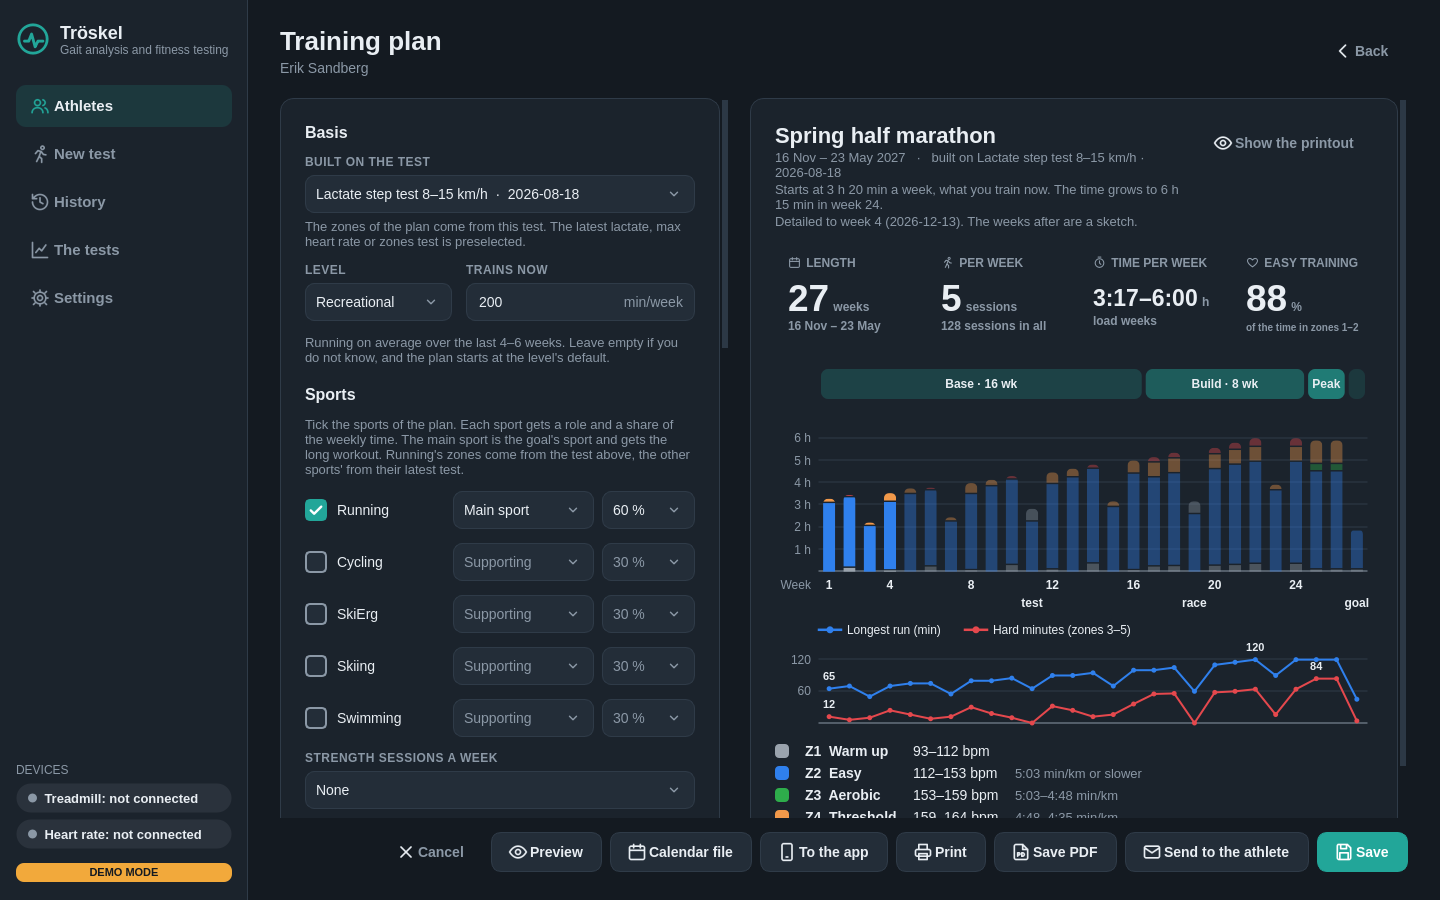 Tröskel
Gait analysis and fitness testing
Athletes
New test
History
The tests
Settings
DEVICES
Treadmill: not connected
Heart rate: not connected
DEMO MODE
Training plan
Erik Sandberg
Back
Basis
BUILT ON THE TEST
Lactate step test 8–15 km/h · 2026-08-18
The zones of the plan come from this test. The latest lactate, max
heart rate or zones test is preselected.
LEVEL TRAINS NOW
Recreational 200 min/week
Running on average over the last 4–6 weeks. Leave empty if you
do not know, and the plan starts at the level's default.
Sports
Tick the sports of the plan. Each sport gets a role and a share of
the weekly time. The main sport is the goal's sport and gets the
long workout. Running's zones come from the test above, the other
sports' from their latest test.
Running Main sport 60 %
Cycling Supporting 30 %
SkiErg Supporting 30 %
Skiing Supporting 30 %
Swimming Supporting 30 %
STRENGTH SESSIONS A WEEK
None
Spring half marathon
Show the printout
16 Nov – 23 May 2027 · built on Lactate step test 8–15 km/h ·
2026-08-18
Starts at 3 h 20 min a week, what you train now. The time grows to 6 h
15 min in week 24.
Detailed to week 4 (2026-12-13). The weeks after are a sketch.
LENGTH PER WEEK TIME PER WEEK EASY TRAINING
27 weeks 5 sessions 3:17–6:00 h 88 %
16 Nov – 23 May 128 sessions in all load weeks of the time in zones 1–2
Base · 16 wk Build · 8 wk Peak
6 h
5 h
4 h
3 h
2 h
1 h
Week 1 4 8 12 16 20 24
test race goal
Longest run (min) Hard minutes (zones 3–5)
120
120
84
65
60
12
Z1 Warm up 93–112 bpm
Z2 Easy 112–153 bpm 5:03 min/km or slower
Z3 Aerobic 153–159 bpm 5:03–4:48 min/km
Z4 Threshold 159–164 bpm 4:48–4:35 min/km
Cancel Preview Calendar file To the app Print Save PDF Send to the athlete Save